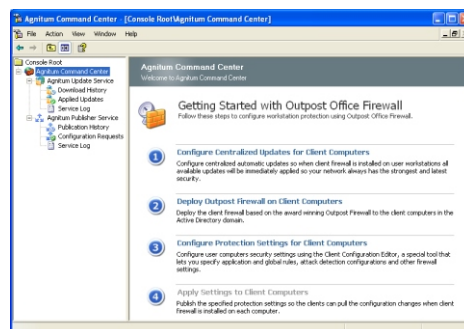 Agnitum Command Center - [Console Root\Agnitum Command Center]
File Action View Window Help
Console Root
Agnitum Command Center
Agnitum Update Service
Download History
Applied Updates
Service Log
Agnitum Publisher Service
Publication History
Configuration Requests
Service Log
Agnitum Command Center
Welcome to Agnitum Command Center
Getting Started with Outpost Office Firewall
Follow these steps to configure workstation protection using Outpost Office Firewall.
1 Configure Centralized Updates for Client Computers
Configure centralized automatic updates so when client firewall is installed on user workstations all
available updates will be immediately applied so your network always has the strongest and latest
security.
2 Deploy Outpost Firewall on Client Computers
Deploy the client firewall based on the award winning Outpost Firewall to the client computers in the
Active Directory domain.
3 Configure Protection Settings for Client Computers
Configure user computers security settings using the Client Configuration Editor, a special tool that
lets you specify application and global rules, attack detection configurations and other firewall
settings.
4 Apply Settings to Client Computers
Publish the specified protection settings so the clients can pull the configuration changes when client
firewall is installed on each computer.